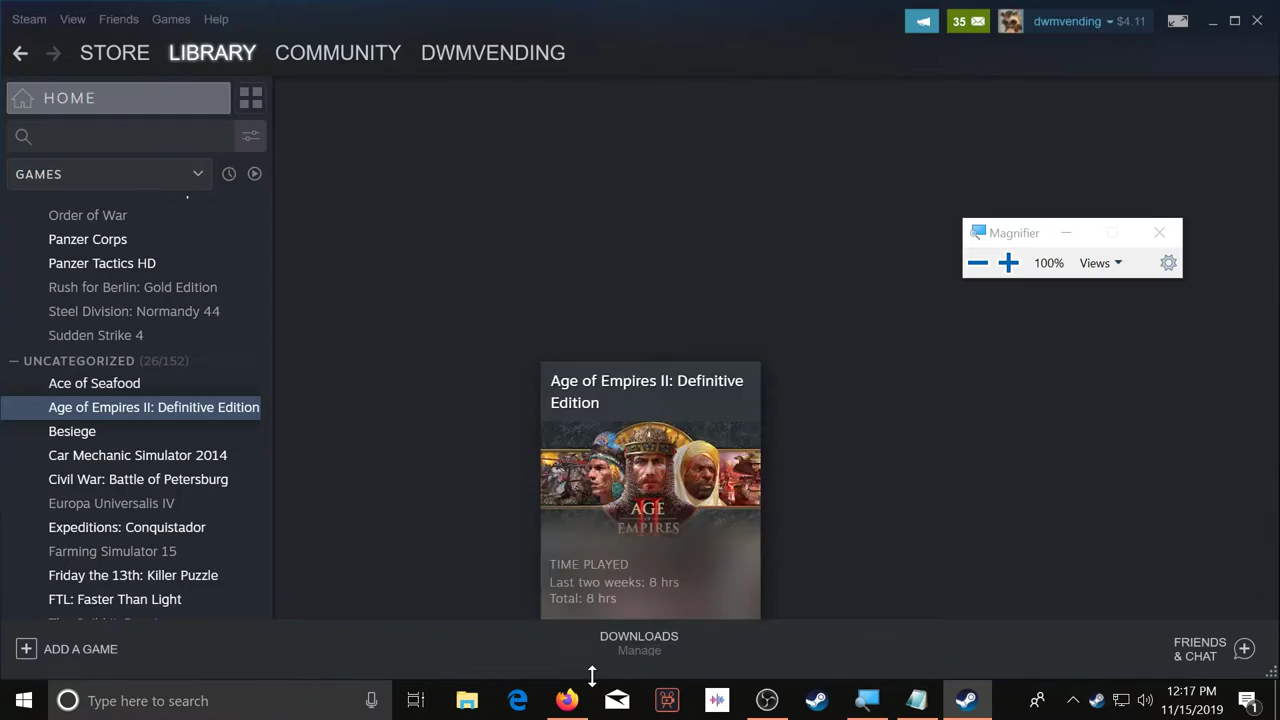 Steam View Friends Games Help
35
dwmvending $4.11
STORE LIBRARY COMMUNITY DWMVENDING
HOME
GAMES
Order of War
Panzer Corps
Panzer Tactics HD
Rush for Berlin: Gold Edition
Steel Division: Normandy 44
Sudden Strike 4
— UNCATEGORIZED (26/152)
Ace of Seafood
Age of Empires II: Definitive Edition
Besiege
Car Mechanic Simulator 2014
Civil War: Battle of Petersburg
Europa Universalis IV
Expeditions: Conquistador
Farming Simulator 15
Friday the 13th: Killer Puzzle
FTL: Faster Than Light
Magnifier
100% Views
Age of Empires II: Definitive
Edition
AGE
OF
EMPIRES
II
TIME PLAYED
Last two weeks: 8 hrs
Total: 8 hrs
+ ADD A GAME
DOWNLOADS
Manage
FRIENDS
& CHAT
Type here to search
12:17 PM
11/15/2019
1